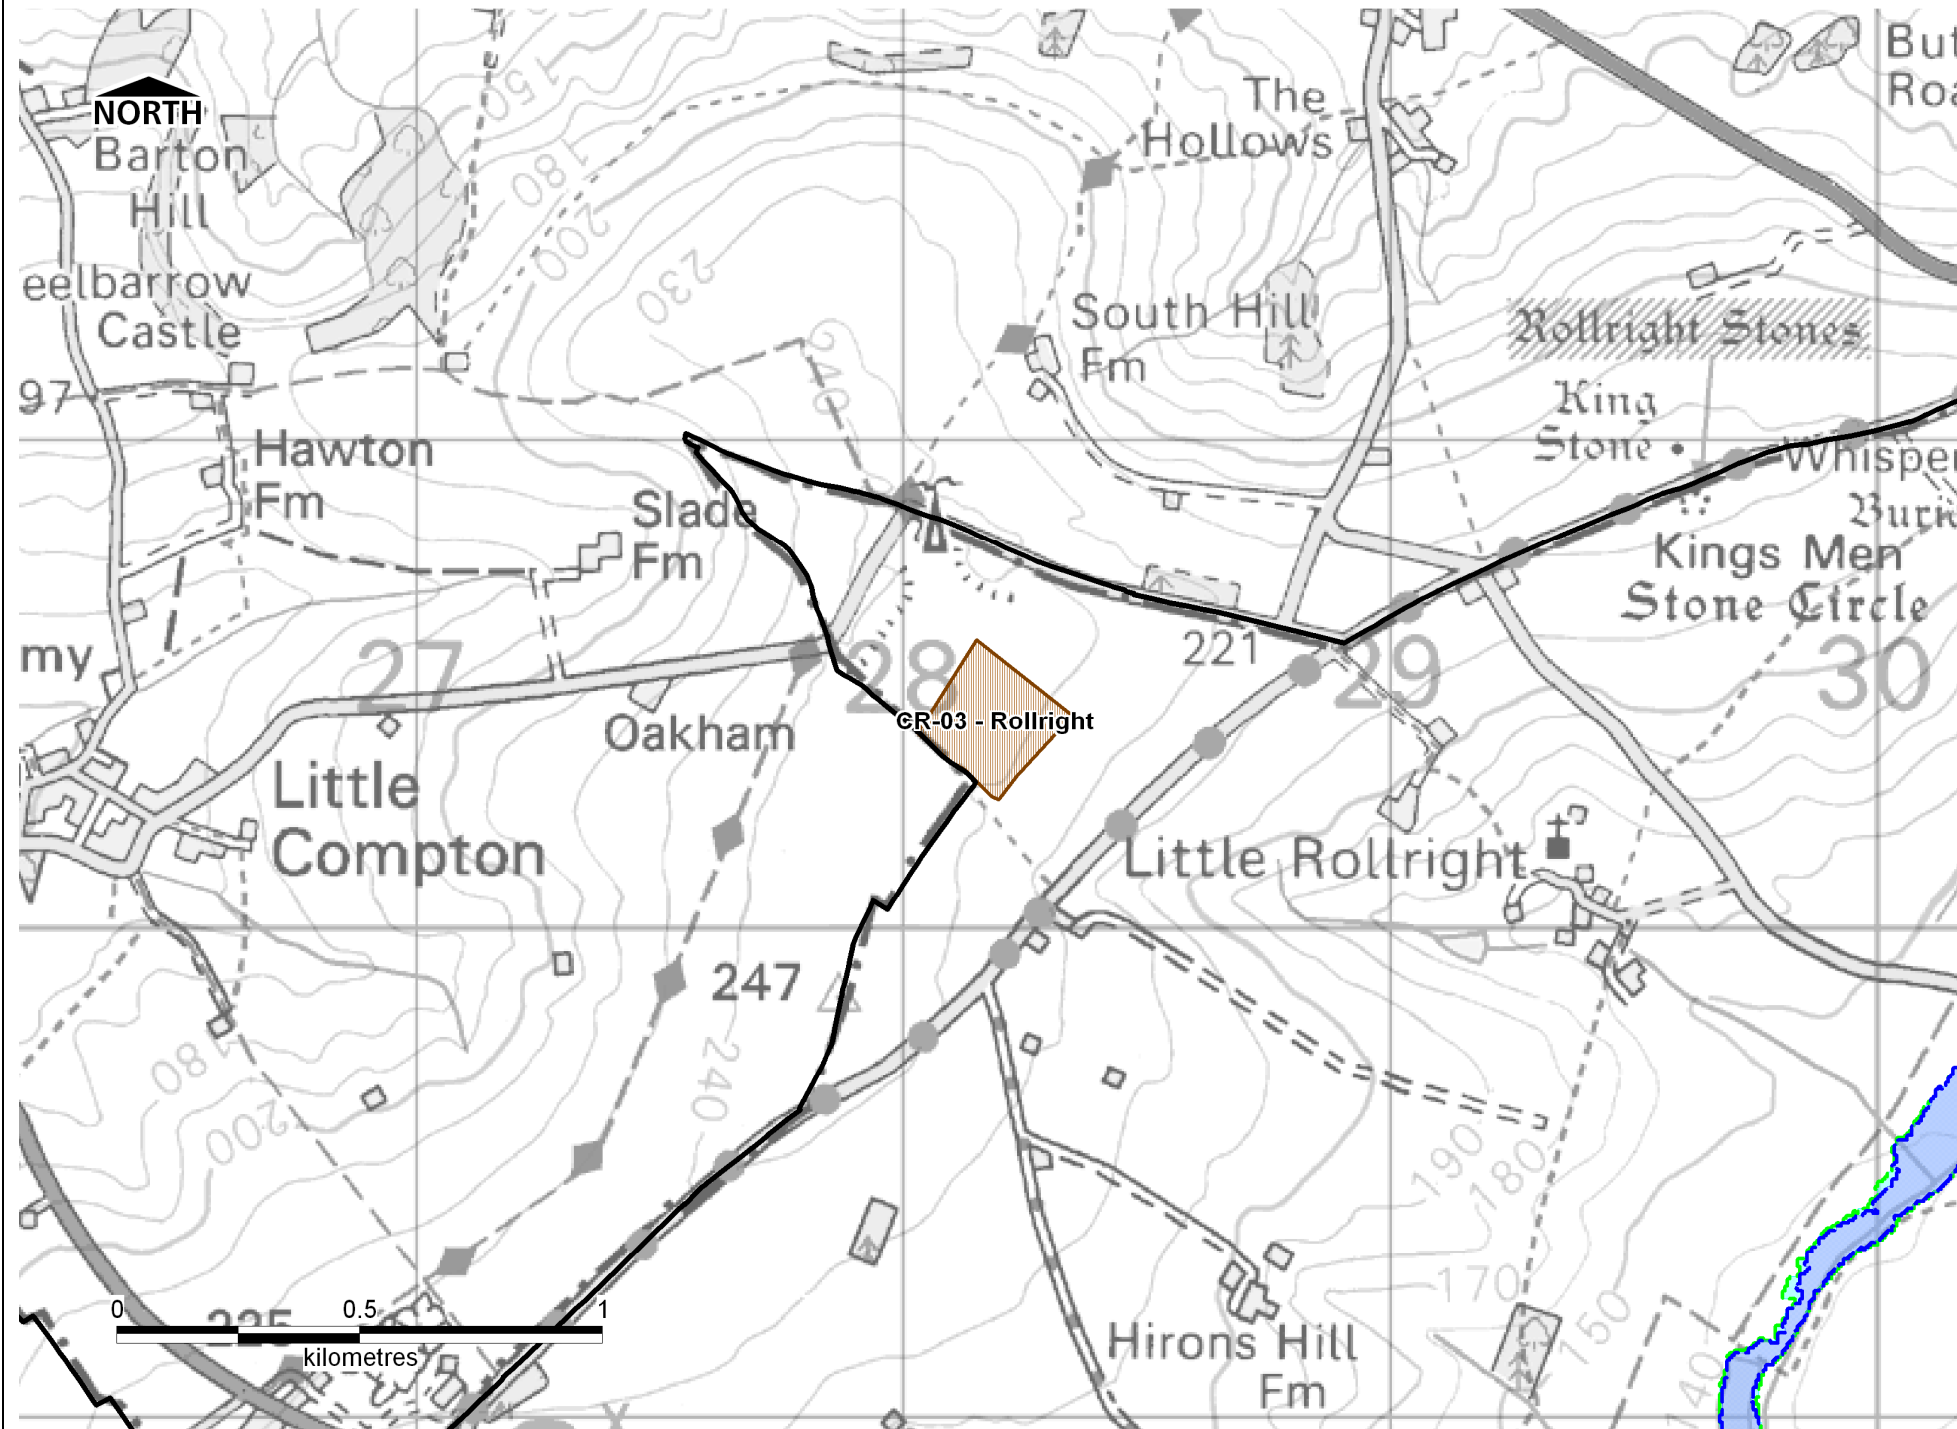 NORTH
Barton
Hill
eelbarrow
Castle
97
Hawton
Fm
150
180
200
230
240
The
Hollows
South Hill
Fm
But
Roa
Rollright Stones
King
Stone
Whisper
Buri
Kings Men
Stone Circle
Slade
Fm
my
27
28
221
29
30
Oakham
CR-03 - Rollright
Little
Compton
Little Rollright
247
240
180
200
190
180
170
150
140
Hirons Hill
Fm
225
0
0.5
1
kilometres